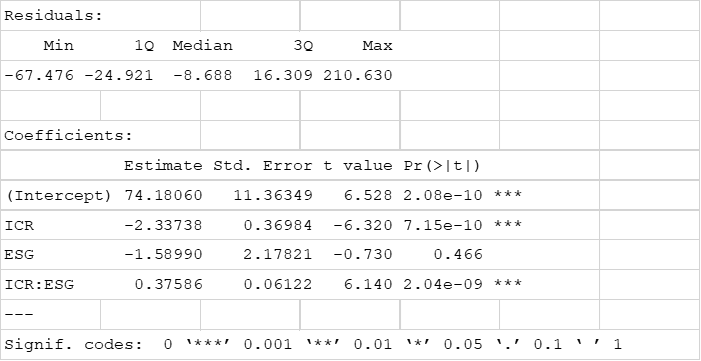 Residuals:
    Min      1Q  Median      3Q     Max
-67.476 -24.921  -8.688  16.309 210.630
Coefficients:
            Estimate Std. Error t value Pr(>|t|)
(Intercept) 74.18060   11.36349   6.528 2.08e-10 ***
ICR         -2.33738    0.36984  -6.320 7.15e-10 ***
ESG         -1.58990    2.17821  -0.730    0.466
ICR:ESG      0.37586    0.06122   6.140 2.04e-09 ***
---
Signif. codes:  0 ‘***’ 0.001 ‘**’ 0.01 ‘*’ 0.05 ‘.’ 0.1 ‘ ’ 1